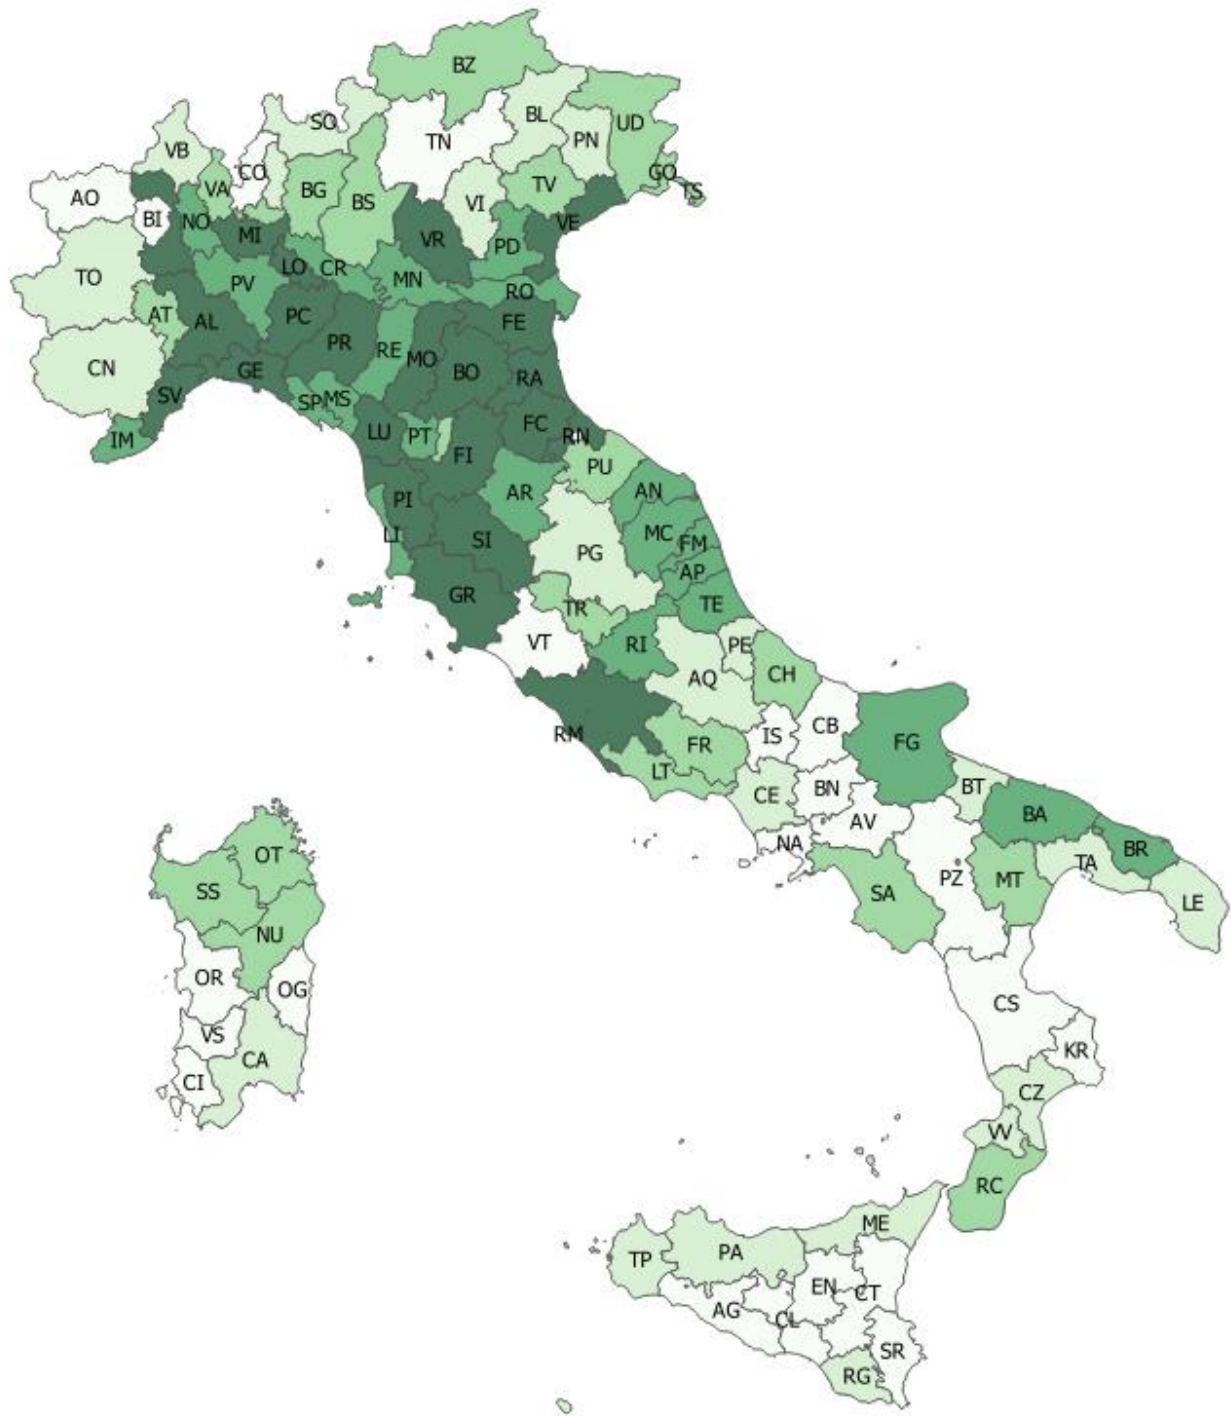 BZ
BL
UD
SO
PN
TN
VB
CO
GO
TS
VA
BG
TV
AO
BS
VI
BI
NO
VE
MI
VR
PD
LO
CR
TO
PV
MN
RO
AT
AL
PC
FE
PR
RE
MO
BO
CN
GE
RA
SV
SP
MS
FC
LU
PT
RN
IM
FI
PU
AR
AN
PI
LI
SI
MC
FM
PG
AP
GR
TR
TE
VT
RI
PE
CH
AQ
CB
RM
IS
FR
FG
LT
BN
BT
CE
AV
BA
NA
BR
OT
TA
PZ
MT
SS
SA
LE
NU
OR
OG
CS
VS
KR
CA
CI
CZ
VV
RC
ME
TP
PA
EN
CT
AG
CL
SR
RG